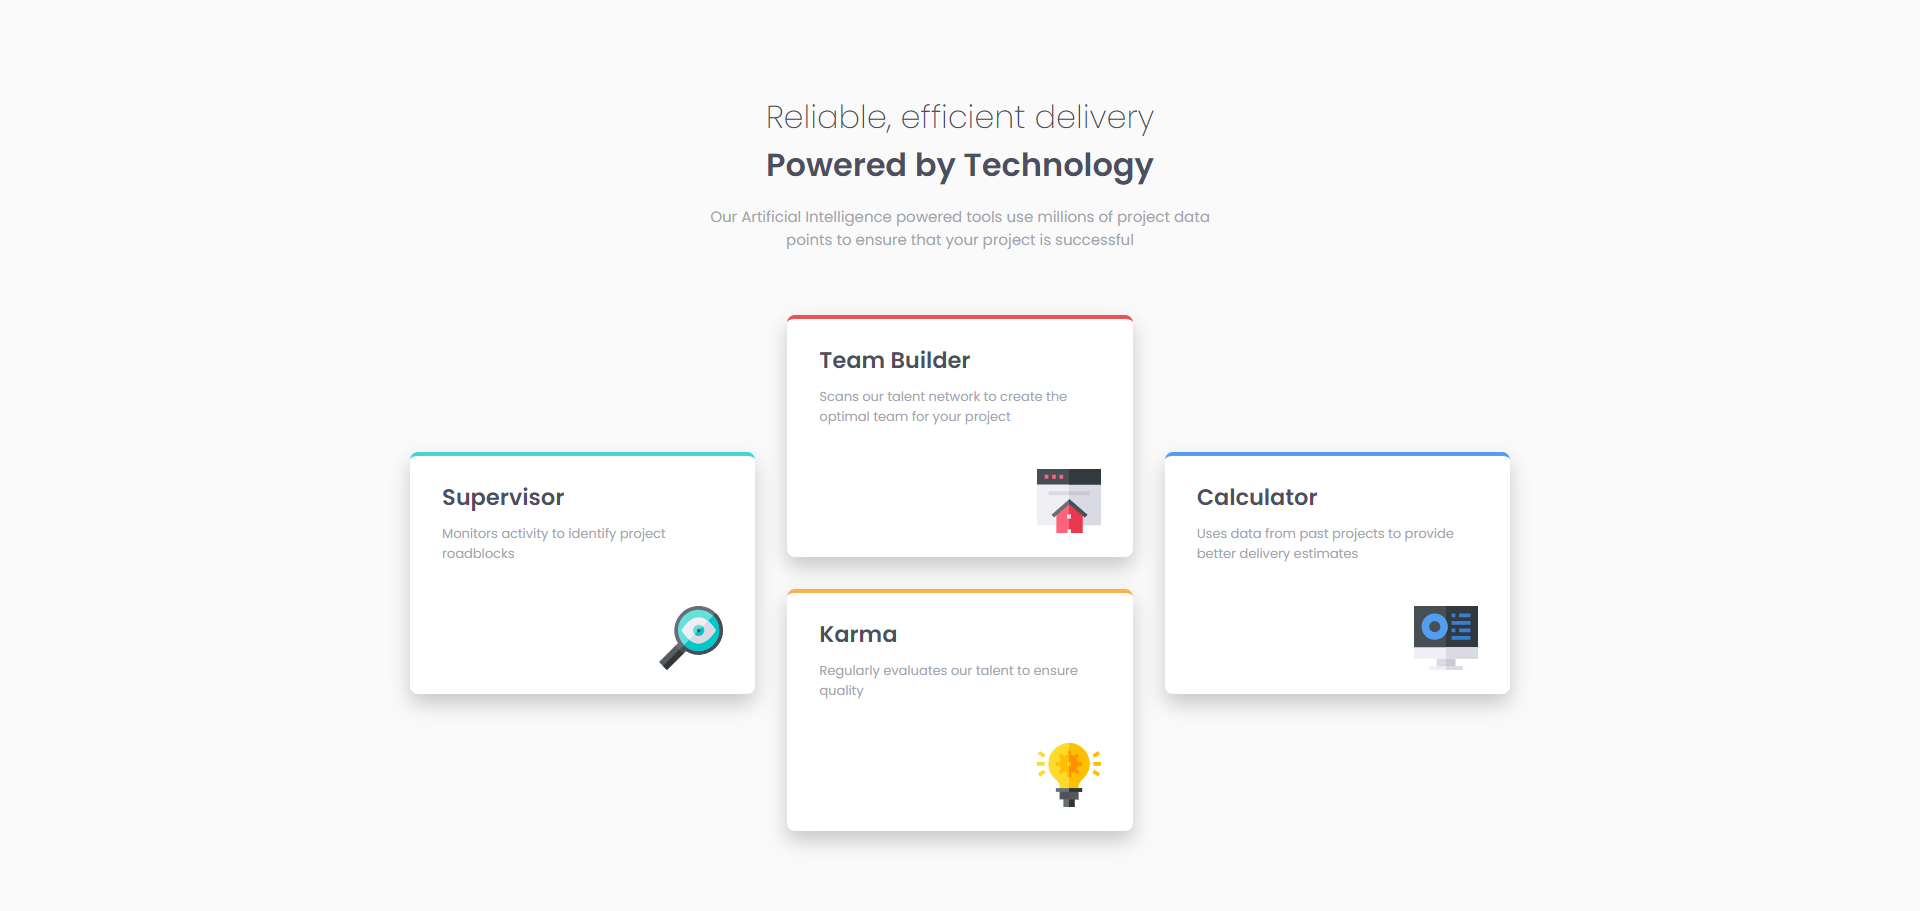 Reliable, efficient delivery
Powered by Technology
Our Artificial Intelligence powered tools use millions of project data
points to ensure that your project is successful
Team Builder
Scans our talent network to create the
optimal team for your project
Supervisor
Monitors activity to identify project
roadblocks
Calculator
Uses data from past projects to provide
better delivery estimates
Karma
Regularly evaluates our talent to ensure
quality